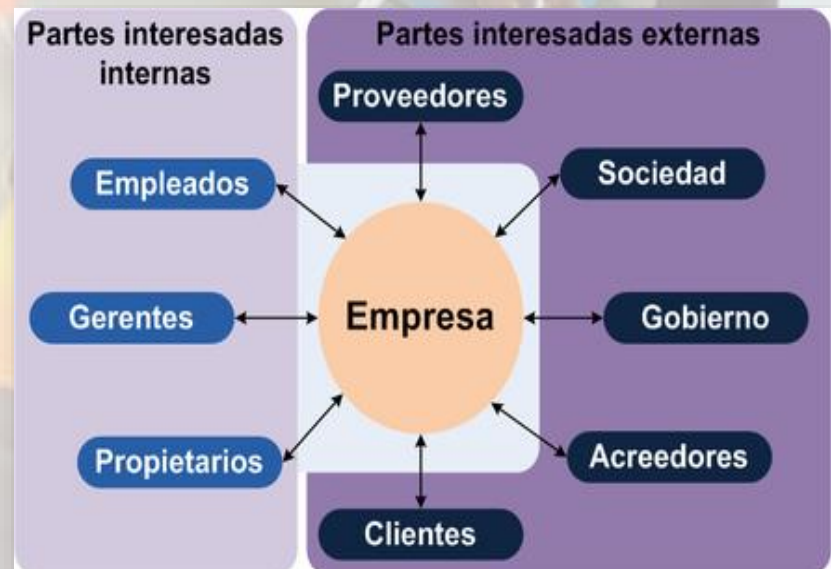 Partes interesadas
internas
Partes interesadas externas
Proveedores
Empleados
Sociedad
Gerentes
Empresa
Gobierno
Propietarios
Acreedores
Clientes